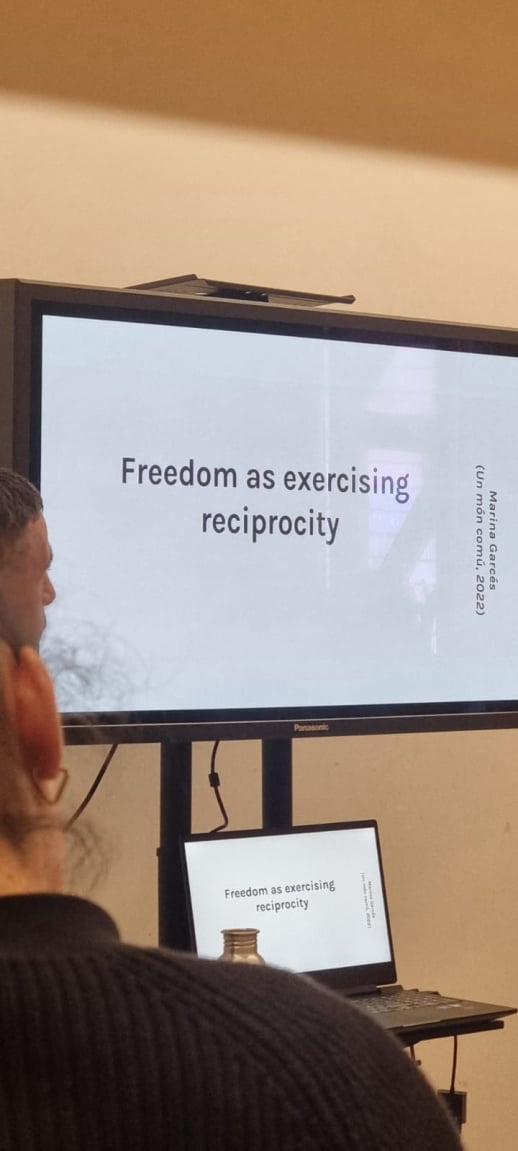 Freedom as exercising
reciprocity
Marina Garcés
(Un món comú, 2022)
Panasonic
Freedom as exercising
reciprocity
Marina Garcés
(Un món comú, 2022)